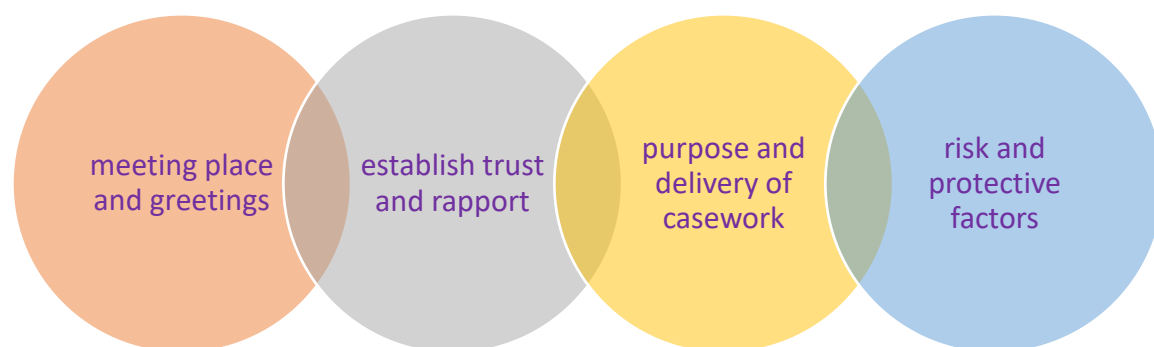 meeting place
and greetings
establish trust
and rapport
purpose and
delivery of
casework
risk and
protective
factors